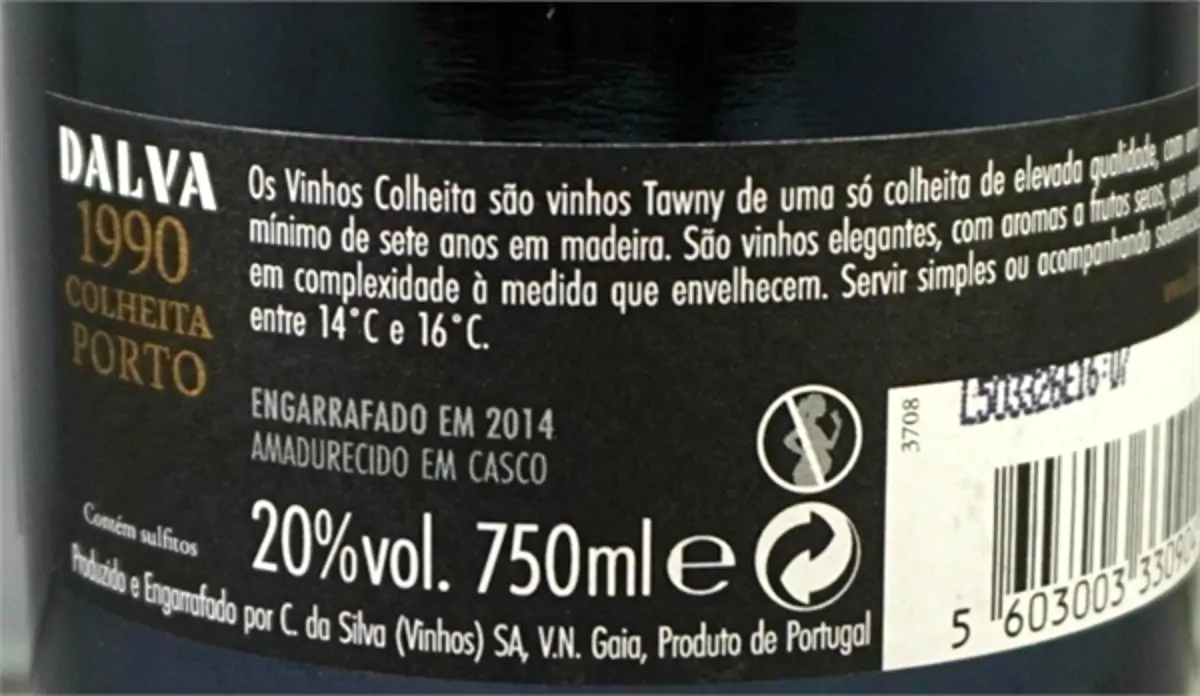 DALVA
1990
COLHEITA
PORTO
Os Vinhos Colheita são vinhos Tawny de uma só colheita de elevada qualidade, com um
mínimo de sete anos em madeira. São vinhos elegantes, com aromas a frutos secos, que
em complexidade à medida que envelhecem. Servir simples ou acompanhando
entre 14°C e 16°C.
ENGARRAFADO EM 2014
AMADURECIDO EM CASCO
Contém sulfitos
20%vol. 750ml e
Produzido e Engarrafado por C. da Silva (Vinhos) SA, V.N. Gaia, Produto de Portugal
3708
5 603003